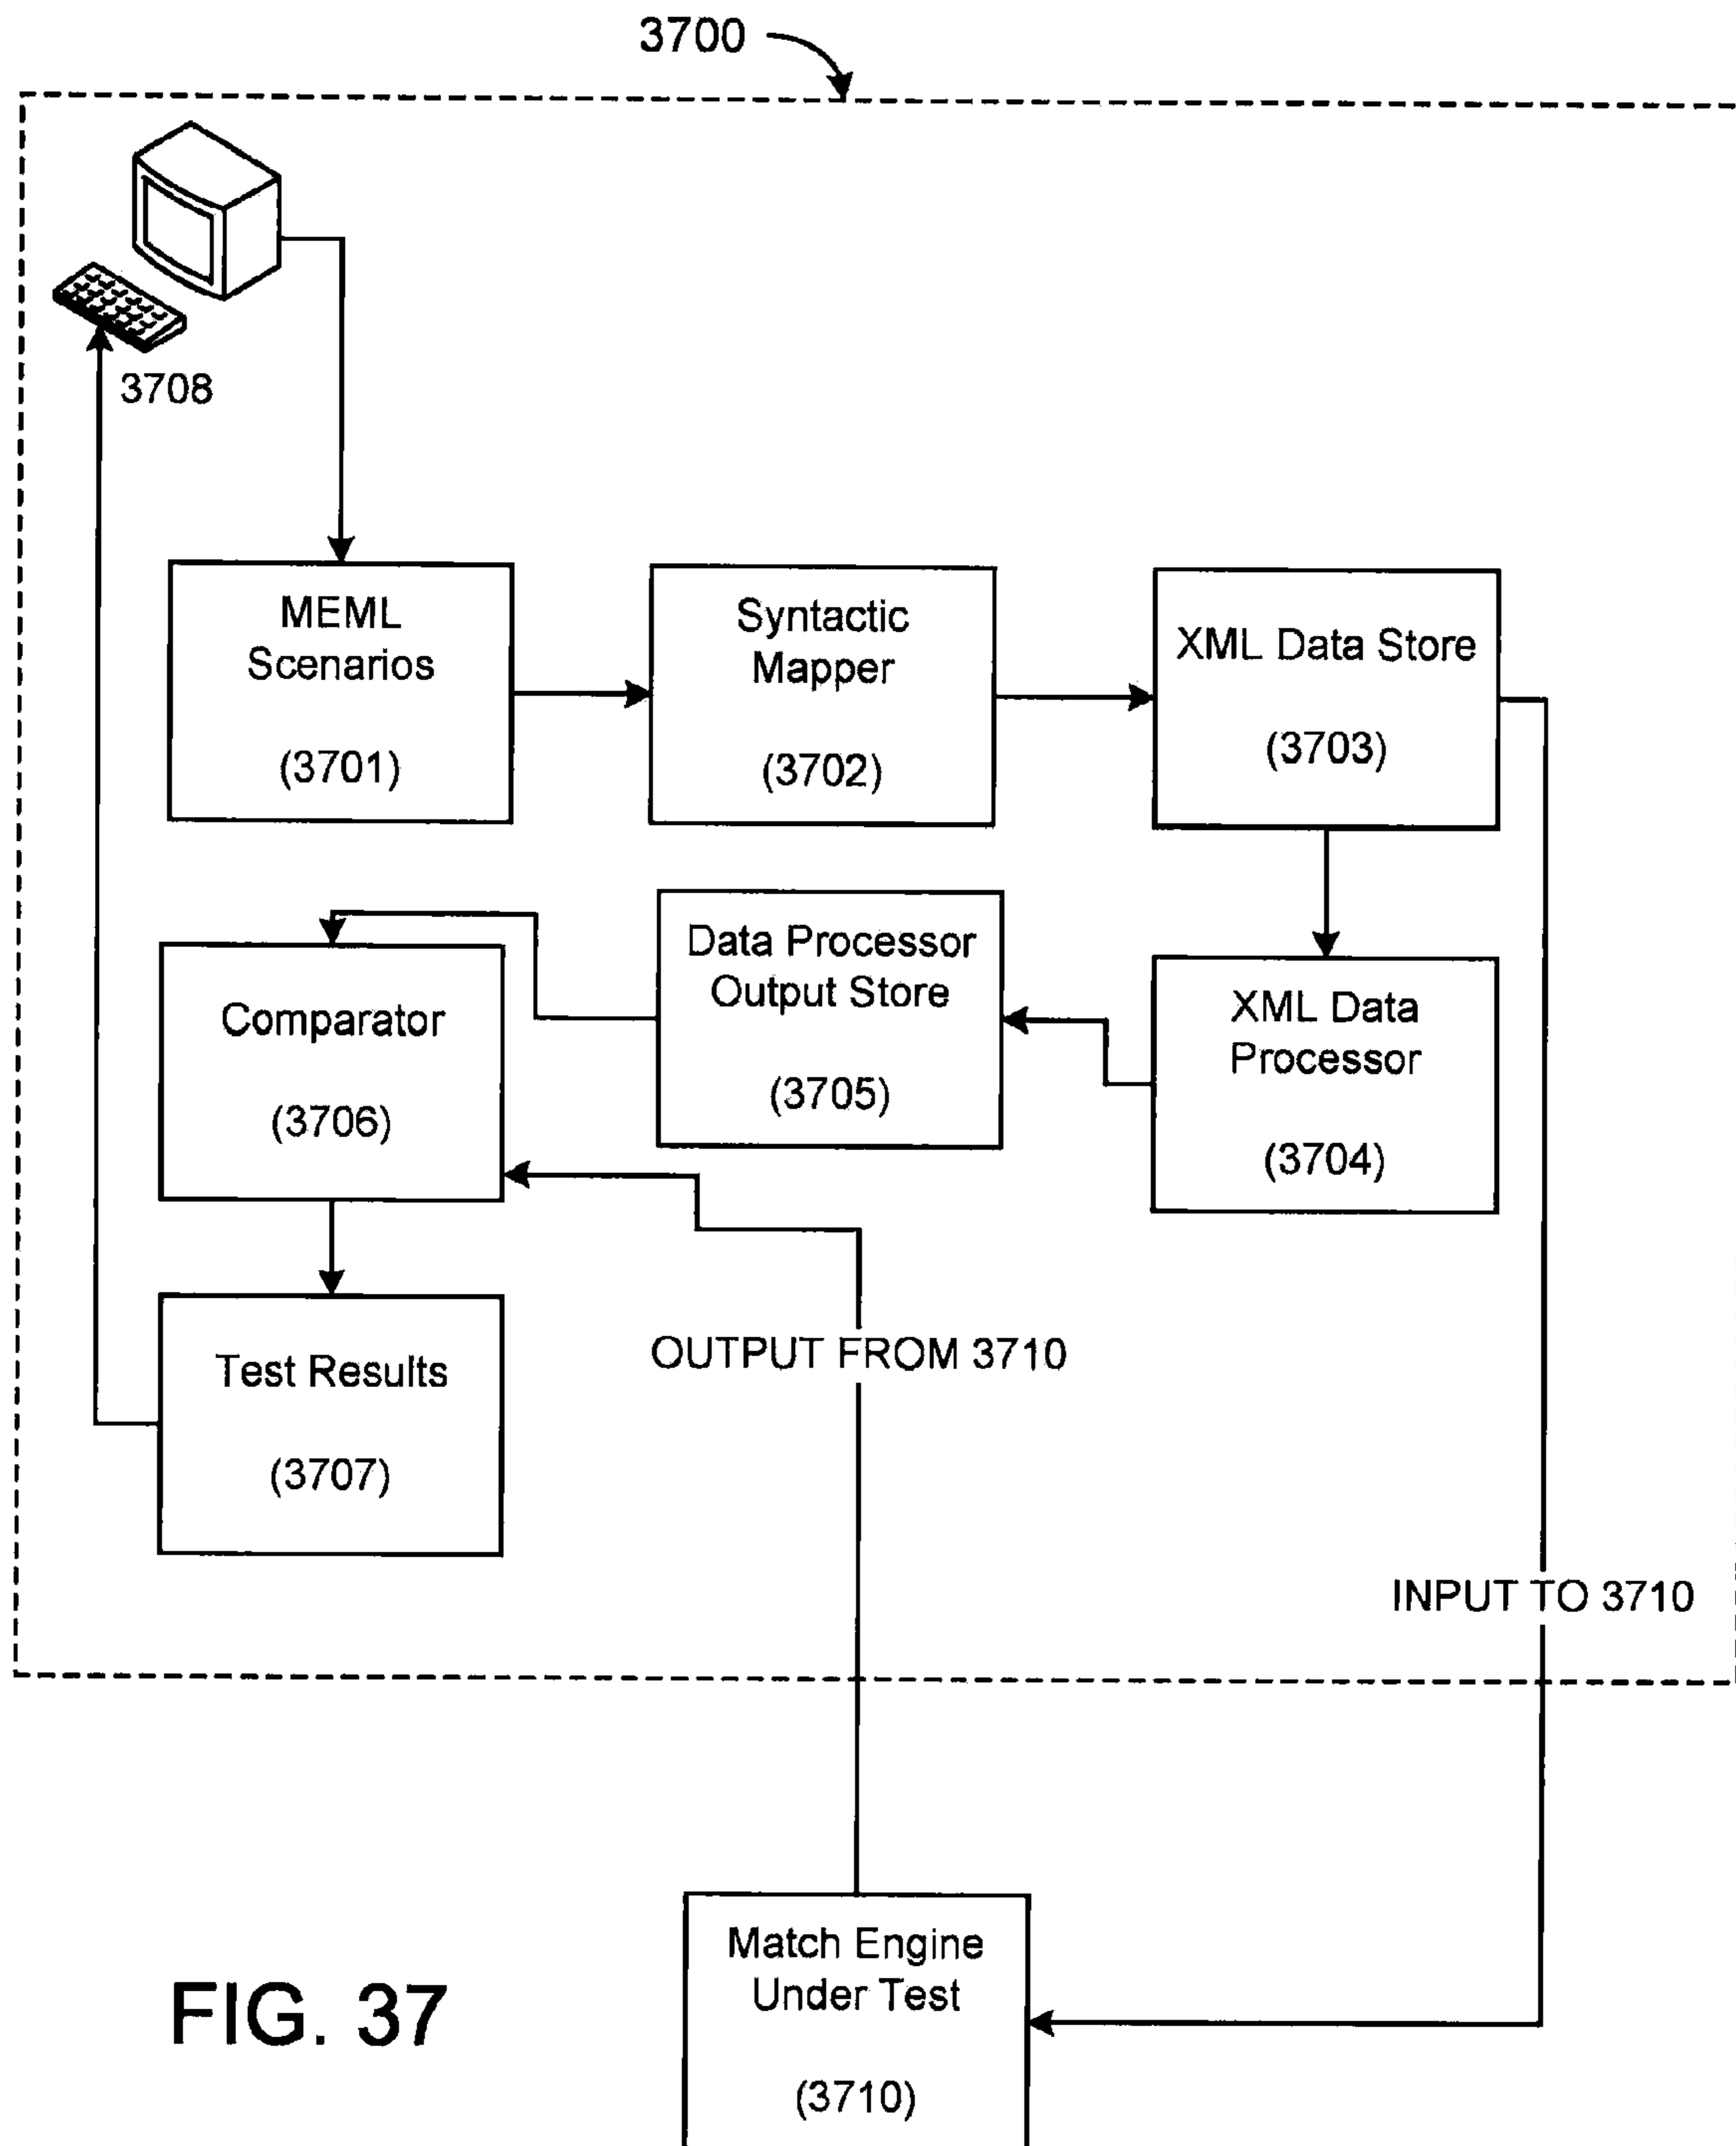 3700
3708
MEML
Scenarios
(3701)
Syntactic
Mapper
(3702)
XML Data Store
(3703)
Data Processor
Output Store
(3705)
Comparator
(3706)
XML Data
Processor
(3704)
Test Results
(3707)
OUTPUT FROM 3710
INPUT TO 3710
Match Engine
Under Test
(3710)
FIG. 37